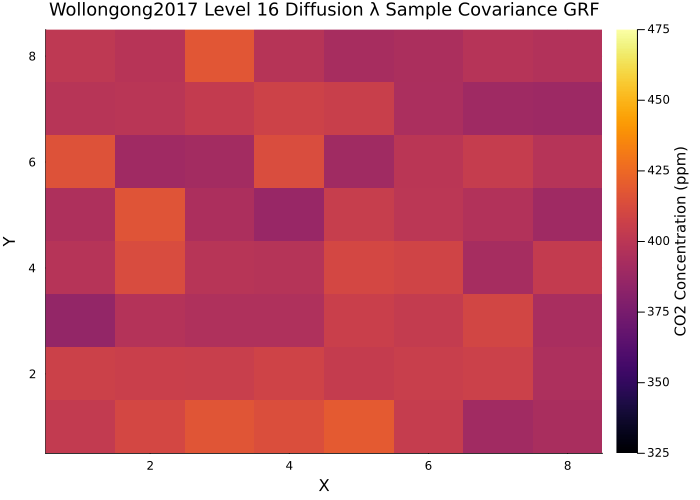 Wollongong2017 Level 16 Diffusion λ Sample Covariance GRF
8
6
4
2
Y
2 4 6 8
X
475
450
425
400
375
350
325
CO2 Concentration (ppm)